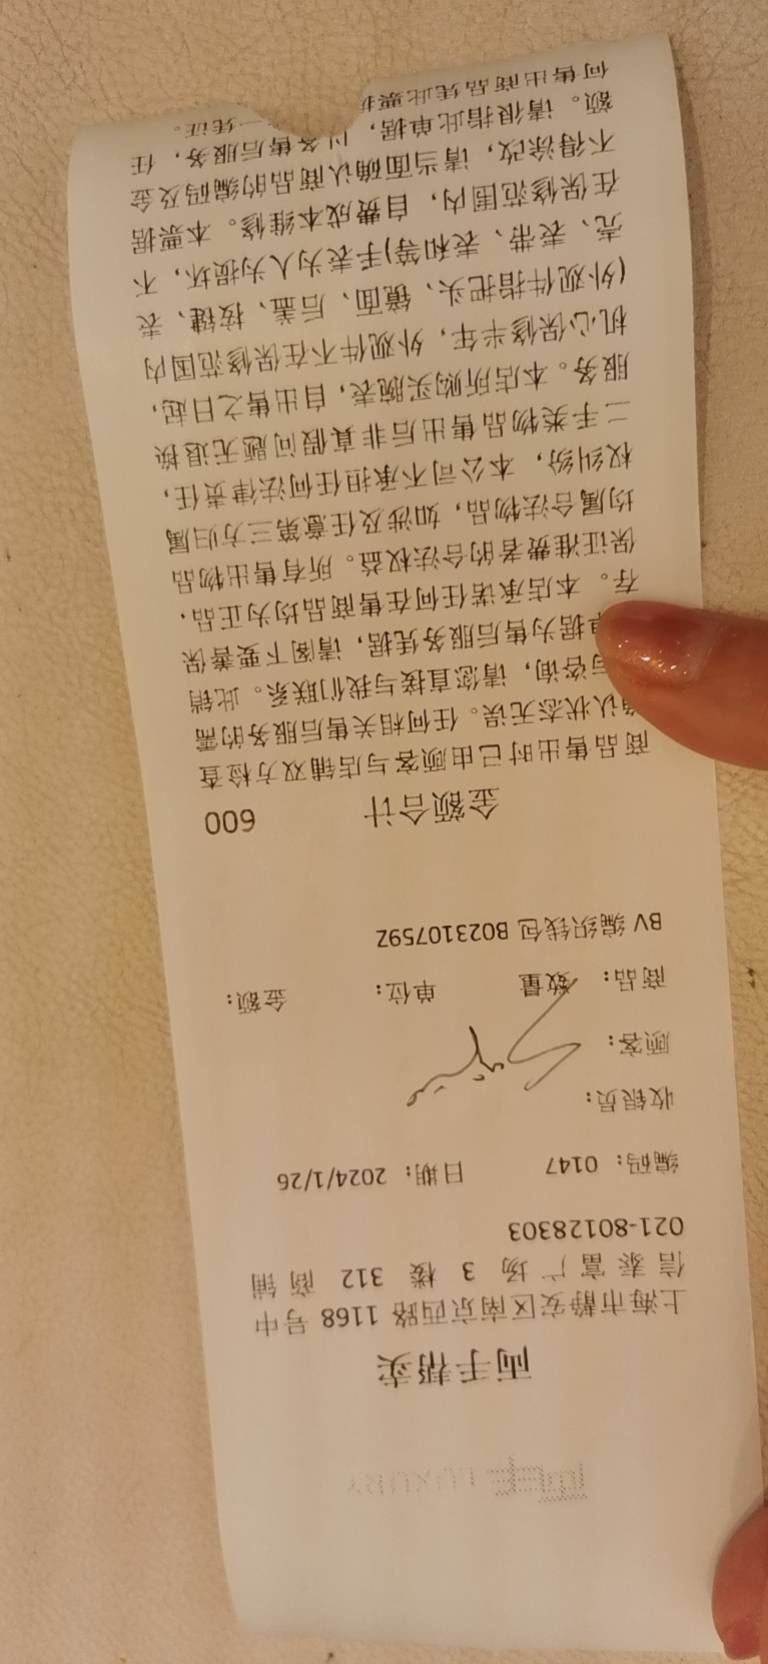 LUXURY
両手帮卖
上海市静安区南京西路 1168 号中
信泰富广场 3 楼 312 商铺
021-80128303
编码：0147 日期：2024/1/26
收银员：
顾客：
商品： 数量 单位： 金额：
BV 编织钱包 B02310759Z
金额合计 600
商品售出时已由顾客与店铺双方检查
认状态无误。任何相关售后服务的需
咨询，请您直接与我们联系。此销
单据为售后服务凭据，请阁下妥善保
存。本店承诺任何在售商品均为正品，
保证准费者的合法权益。所有售出物品
均属合法物品，如涉及任意第三方归属
权纠纷，本公司不承担任何法律责任，
二手类物品售出后非真假问题无退换
服务。本店所购买腕表，自出售之日起，
机心保修半年，外观件不在保修范围内
(外观件指把头、镜面、后盖、按键、表
壳、表带、表和等)手表为人为损坏，不
在保修范围内，自费成本维修。本票据
不得涂改，请当面确认商品的编码及金
额。请很指此单据，以备售后服务，任
何售出商品凭此票据 一凭证。